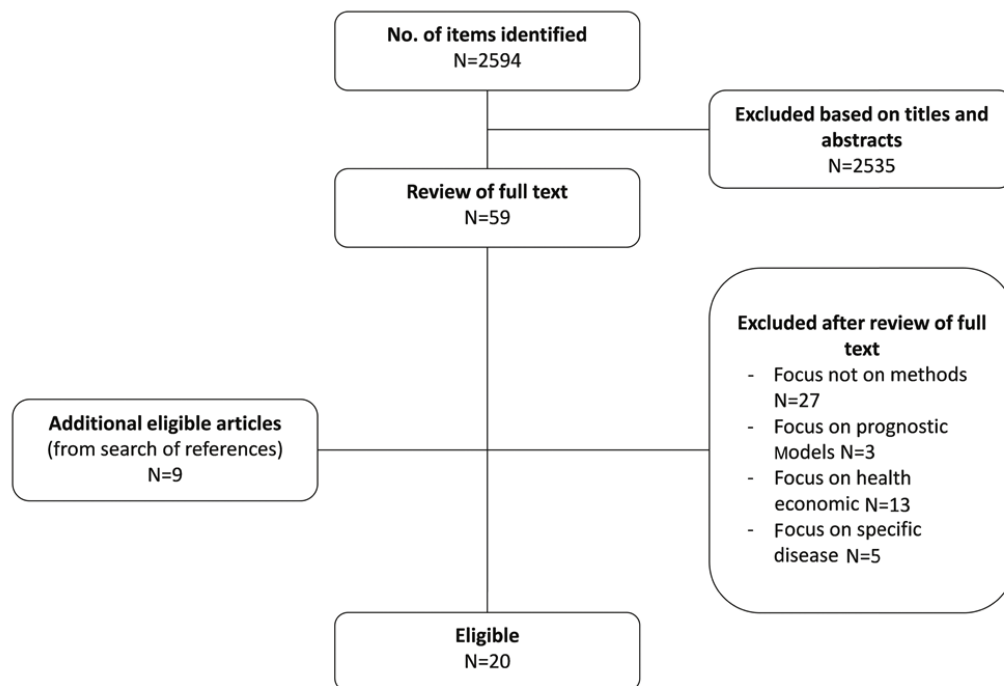 No. of items identified
N=2594
Excluded based on titles and
abstracts
N=2535
Review of full text
N=59
Excluded after review of full
text
- Focus not on methods
N=27
- Focus on prognostic
Models N=3
- Focus on health
economic N=13
- Focus on specific
disease N=5
Additional eligible articles
(from search of references)
N=9
Eligible
N=20